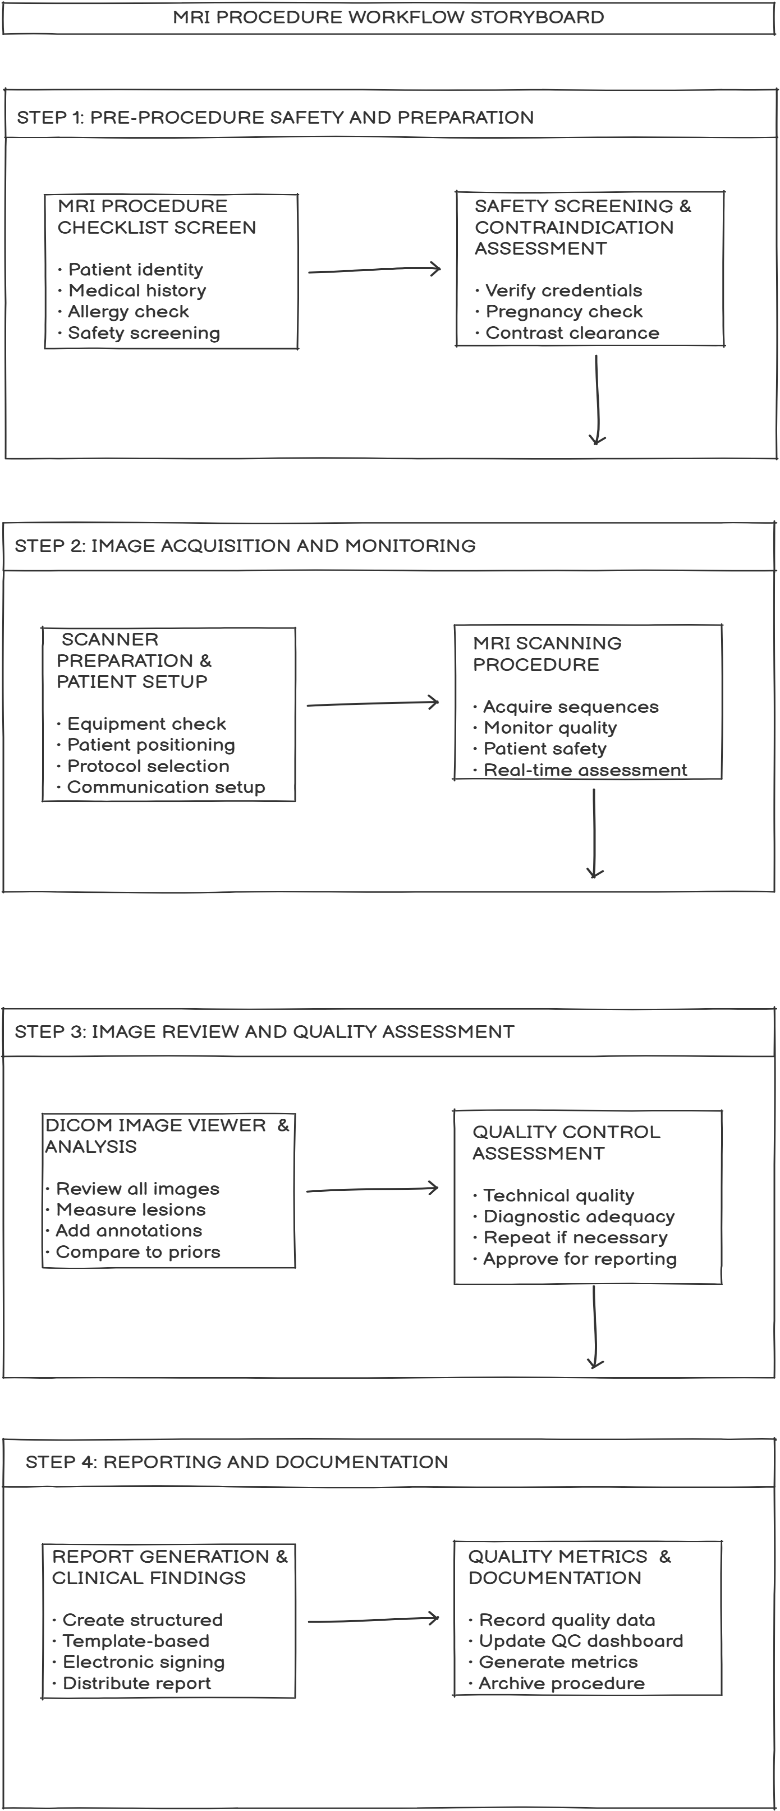 MRI PROCEDURE WORKFLOW STORYBOARD
STEP 1: PRE-PROCEDURE SAFETY AND PREPARATION
MRI PROCEDURE
CHECKLIST SCREEN
· Patient identity
· Medical history
· Allergy check
· Safety screening
SAFETY SCREENING &
CONTRAINDICATION
ASSESSMENT
· Verify credentials
· Pregnancy check
· Contrast clearance
STEP 2: IMAGE ACQUISITION AND MONITORING
SCANNER
PREPARATION &
PATIENT SETUP
· Equipment check
· Patient positioning
· Protocol selection
· Communication setup
MRI SCANNING
PROCEDURE
· Acquire sequences
· Monitor quality
· Patient safety
· Real-time assessment
STEP 3: IMAGE REVIEW AND QUALITY ASSESSMENT
DICOM IMAGE VIEWER &
ANALYSIS
· Review all images
· Measure lesions
· Add annotations
· Compare to priors
QUALITY CONTROL
ASSESSMENT
· Technical quality
· Diagnostic adequacy
· Repeat if necessary
· Approve for reporting
STEP 4: REPORTING AND DOCUMENTATION
REPORT GENERATION &
CLINICAL FINDINGS
· Create structured
· Template-based
· Electronic signing
· Distribute report
QUALITY METRICS &
DOCUMENTATION
· Record quality data
· Update QC dashboard
· Generate metrics
· Archive procedure